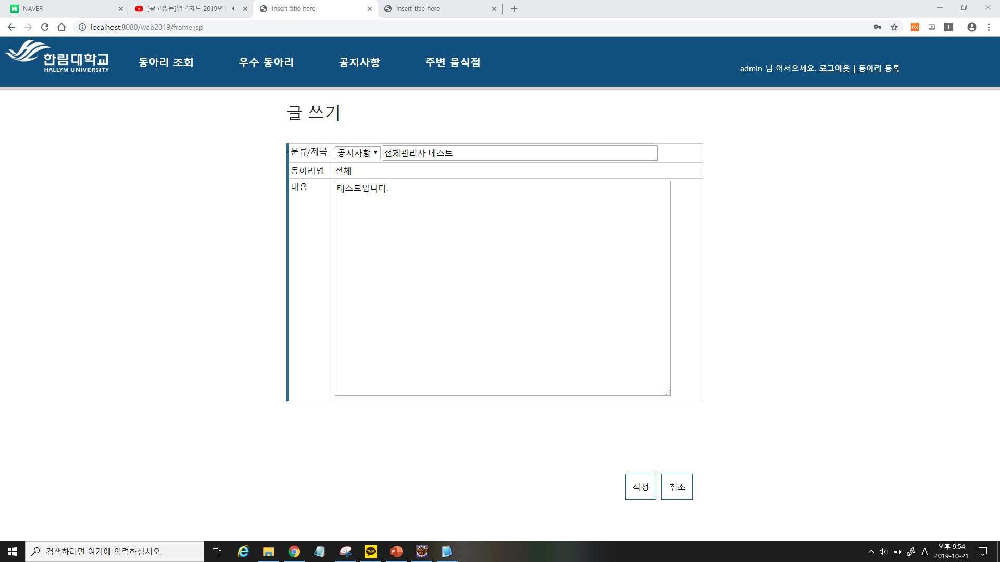 NAVER
[광고없는]멜론차트 2019년
Insert title here
Insert title here
localhost:8080/web2019/frame.jsp
한림대학교
HALLYM UNIVERSITY
동아리 조회
우수 동아리
공지사항
주변 음식점
admin 님 어서오세요. 로그아웃 | 동아리 등록
글 쓰기
분류/제목 공지사항 전체관리자 테스트
동아리명 전체
내용 테스트입니다.
작성 취소
검색하려면 여기에 입력하십시오.
TALK
A
오후 9:54
2019-10-21